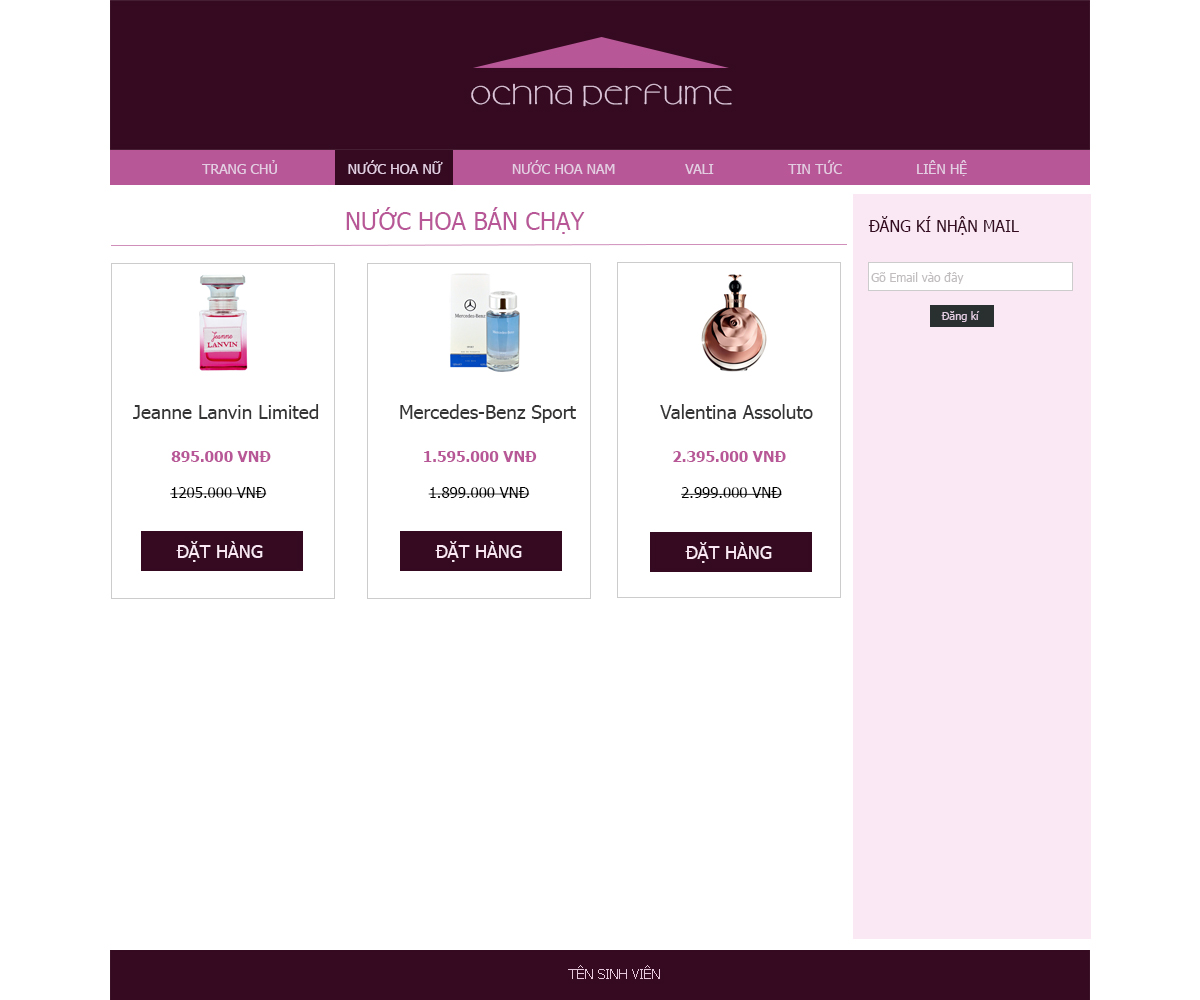 ochna perfume
TRANG CHỦ NƯỚC HOA NỮ NƯỚC HOA NAM VALI TIN TỨC LIÊN HỆ
NƯỚC HOA BÁN CHẠY
Jeanne
LANVIN
Jeanne Lanvin Limited
895.000 VNĐ
1205.000 VNĐ
ĐẶT HÀNG
Mercedes-Benz
Mercedes-Benz Sport
1.595.000 VNĐ
1.899.000 VNĐ
ĐẶT HÀNG
Valentina Assoluto
2.395.000 VNĐ
2.999.000 VNĐ
ĐẶT HÀNG
ĐĂNG KÍ NHẬN MAIL
Gõ Email vào đây
Đăng kí
TÊN SINH VIÊN